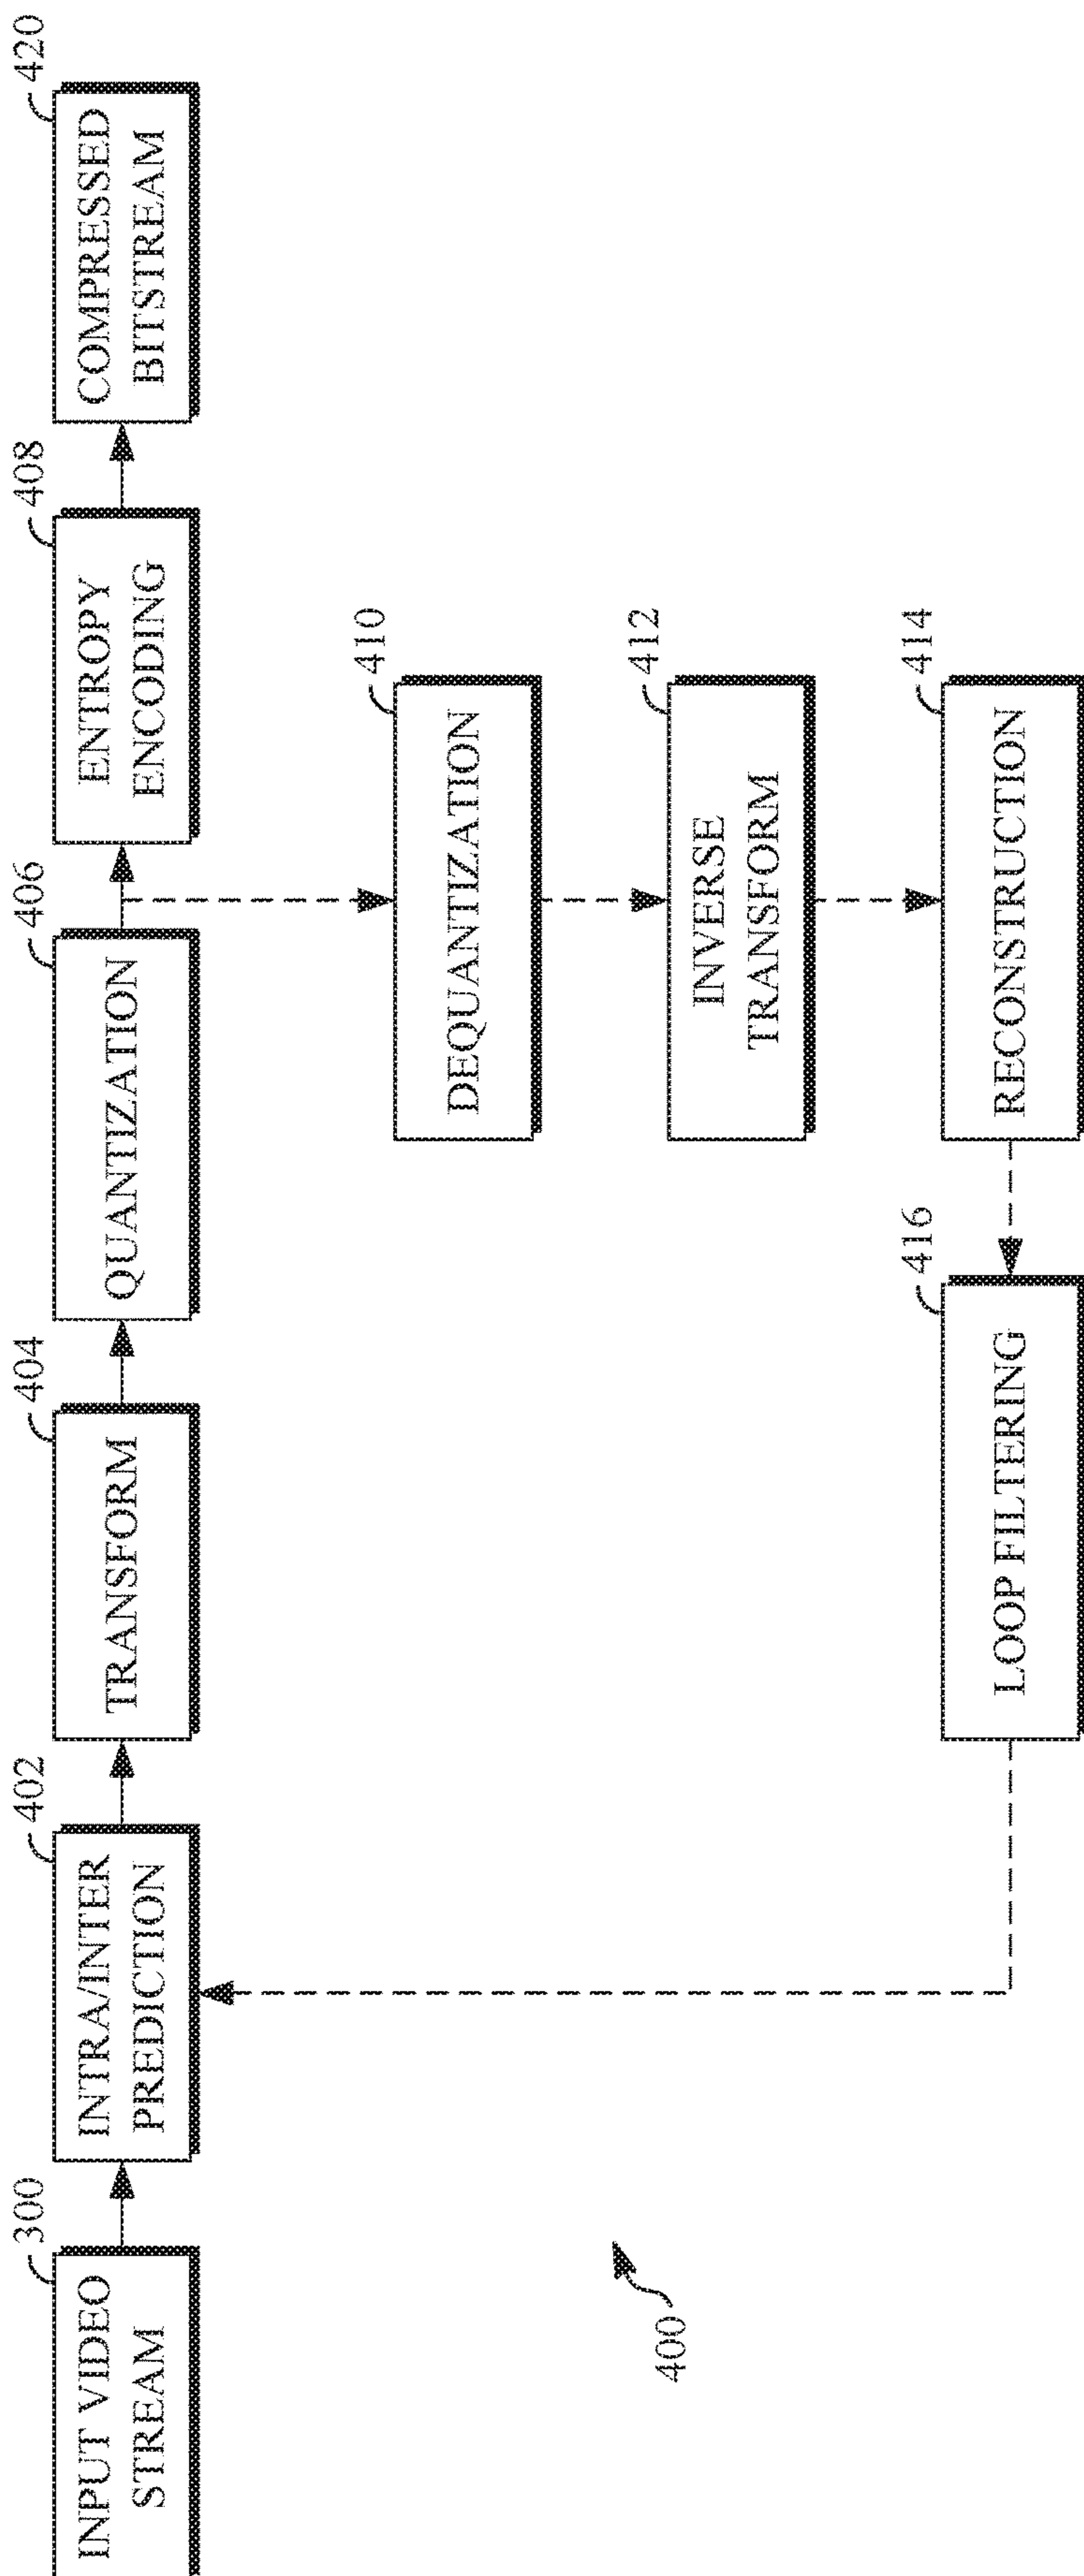 300
INPUT VIDEO
STREAM
402
INTRA/INTER
PREDICTION
404
TRANSFORM
406
QUANTIZATION
408
ENTROPY
ENCODING
420
COMPRESSED
BITSTREAM
410
DEQUANTIZATION
412
INVERSE
TRANSFORM
414
RECONSTRUCTION
416
LOOP FILTERING
400